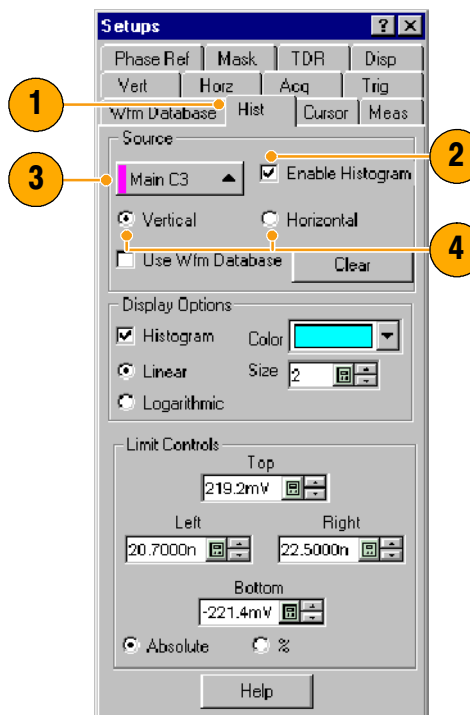 Setups
Phase Ref Mask TDR Disp
Vert Horz Acq Trig
1
Wfm Database Hist Cursor Meas
Source
2
3
Main C3 Enable Histogram
Vertical Horizontal
4
Use Wfm Database Clear
Display Options
Histogram Color
Linear Size 2
Logarithmic
Limit Controls
Top
219.2mV
Left Right
20.7000n 22.5000n
Bottom
-221.4mV
Absolute %
Help